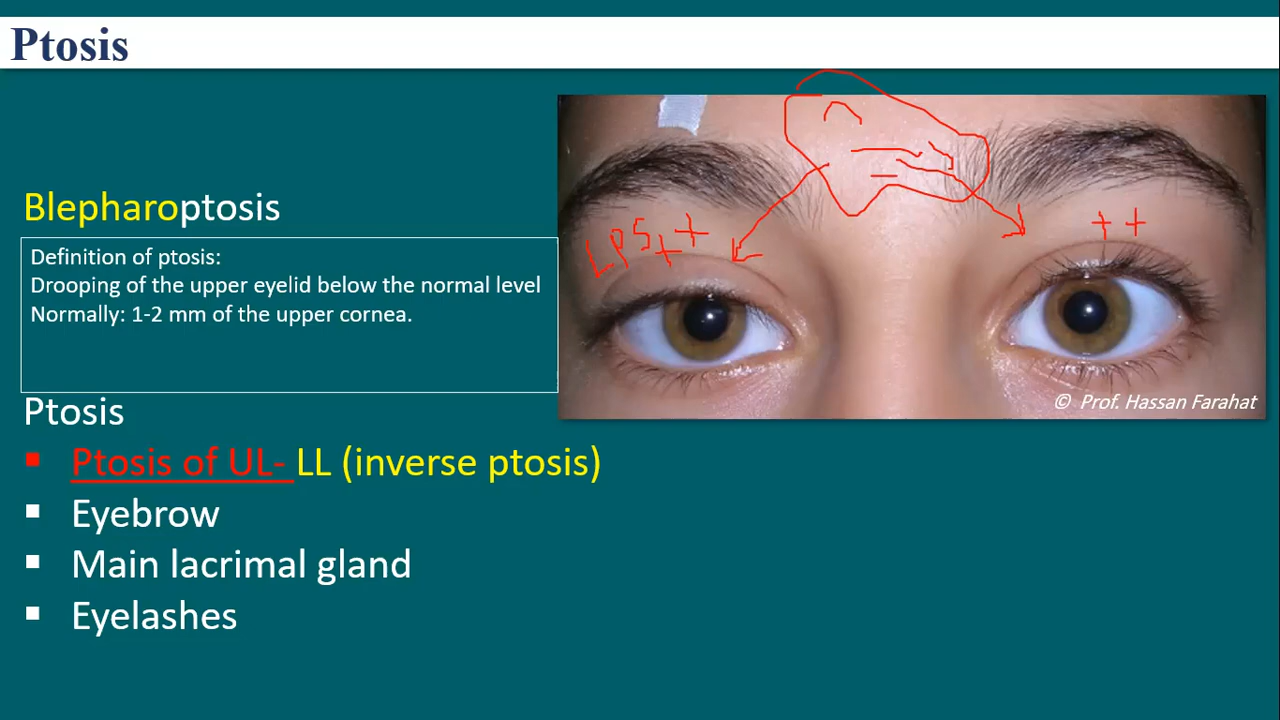 Ptosis
Blepharoptosis
Definition of ptosis:
Drooping of the upper eyelid below the normal level
Normally: 1-2 mm of the upper cornea.
LPS ++
++
© Prof. Hassan Farahat
Ptosis
Ptosis of UL- LL (inverse ptosis)
Eyebrow
Main lacrimal gland
Eyelashes